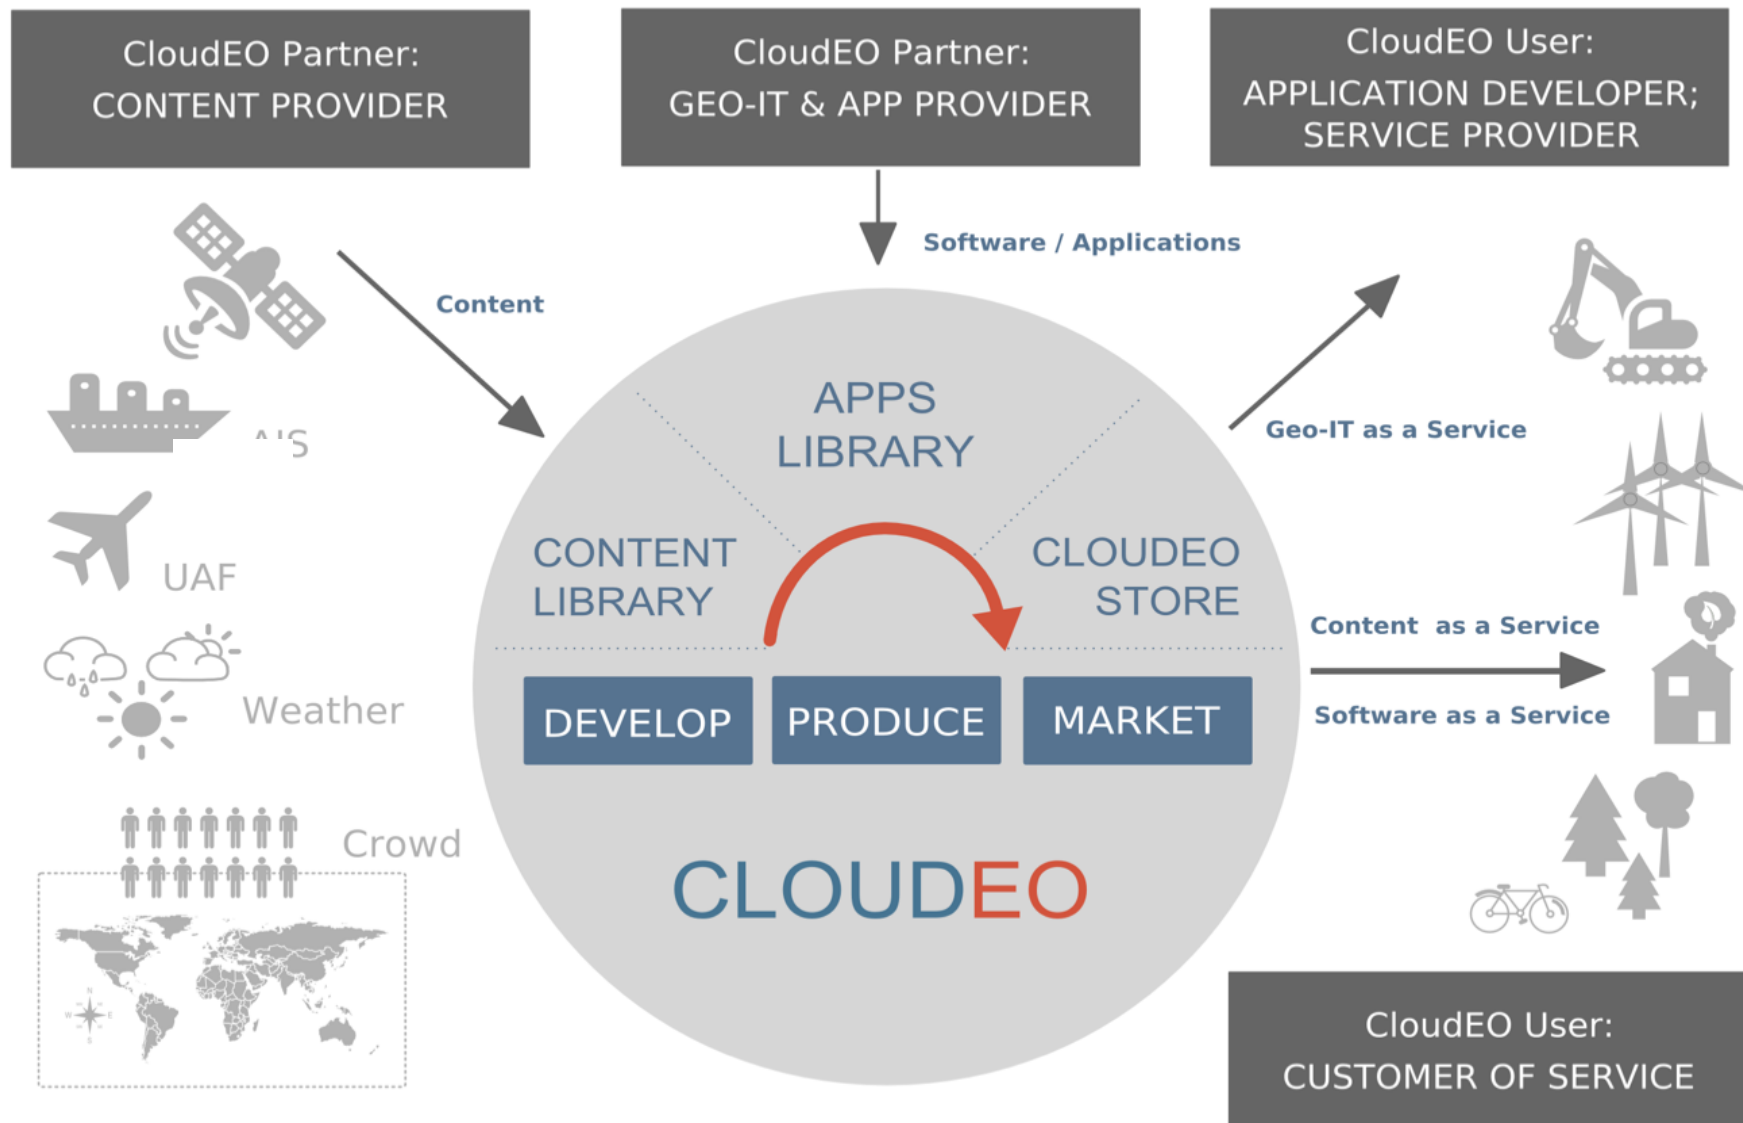 CloudEO Partner:
CONTENT PROVIDER
CloudEO Partner:
GEO-IT & APP PROVIDER
CloudEO User:
APPLICATION DEVELOPER;
SERVICE PROVIDER
Software / Applications
Content
Geo-IT as a Service
APPS
LIBRARY
CONTENT
LIBRARY
CLOUDEO
STORE
UAF
Weather
Crowd
N
W
E
S
Content as a Service
Software as a Service
DEVELOP
PRODUCE
MARKET
CLOUDEO
CloudEO User:
CUSTOMER OF SERVICE